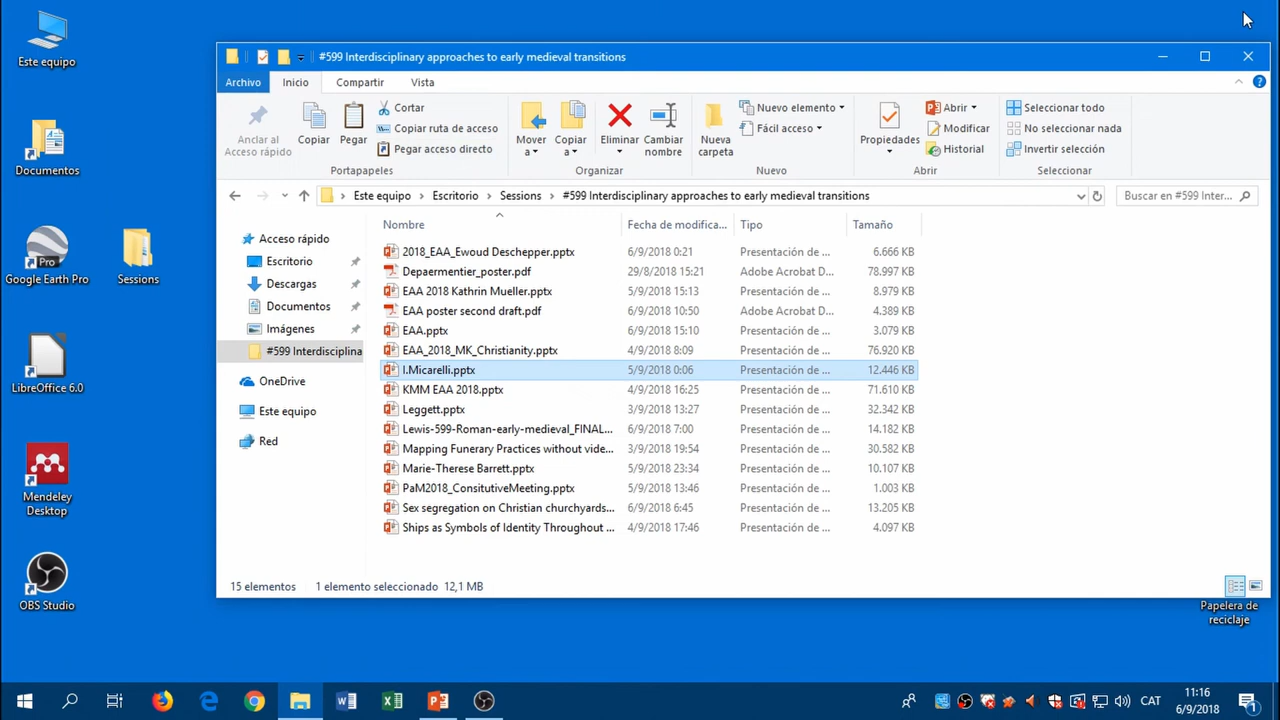 Este equipo
Documentos
Google Earth Pro
Pro
Sessions
LibreOffice 6.0
Mendeley
Desktop
OBS Studio
#599 Interdisciplinary approaches to early medieval transitions
Archivo Inicio Compartir Vista
Anclar al
Acceso rápido
Copiar
Pegar
Cortar
Copiar ruta de acceso
Pegar acceso directo
Portapapeles
Mover
a
Copiar
a
Eliminar
Cambiar
nombre
Organizar
Nueva
carpeta
Nuevo elemento
Fácil acceso
Nuevo
Propiedades
Abrir
Modificar
Historial
Abrir
Seleccionar todo
No seleccionar nada
Invertir selección
Seleccionar
Este equipo > Escritorio > Sessions > #599 Interdisciplinary approaches to early medieval transitions
Buscar en #599 Inter...
Acceso rápido
Escritorio
Descargas
Documentos
Imágenes
#599 Interdisciplina
OneDrive
Este equipo
Red
Nombre Fecha de modifica... Tipo Tamaño
2018_EAA_Ewoud Deschepper.pptx 6/9/2018 0:21 Presentación de ... 6.666 KB
Depaermentier_poster.pdf 29/8/2018 15:21 Adobe Acrobat D... 78.997 KB
EAA 2018 Kathrin Mueller.pptx 5/9/2018 15:13 Presentación de ... 8.979 KB
EAA poster second draft.pdf 6/9/2018 10:50 Adobe Acrobat D... 4.389 KB
EAA.pptx 6/9/2018 15:10 Presentación de ... 3.079 KB
EAA_2018_MK_Christianity.pptx 4/9/2018 8:09 Presentación de ... 76.920 KB
I.Micarelli.pptx 5/9/2018 0:06 Presentación de ... 12.446 KB
KMM EAA 2018.pptx 4/9/2018 16:25 Presentación de ... 71.610 KB
Leggett.pptx 3/9/2018 13:27 Presentación de ... 32.342 KB
Lewis-599-Roman-early-medieval_FINAL... 6/9/2018 7:00 Presentación de ... 14.182 KB
Mapping Funerary Practices without vide... 3/9/2018 19:54 Presentación de ... 30.582 KB
Marie-Therese Barrett.pptx 5/9/2018 23:34 Presentación de ... 10.107 KB
PaM2018_ConsitutiveMeeting.pptx 5/9/2018 13:46 Presentación de ... 1.003 KB
Sex segregation on Christian churchyards... 6/9/2018 6:45 Presentación de ... 13.205 KB
Ships as Symbols of Identity Throughout ... 4/9/2018 17:46 Presentación de ... 4.097 KB
15 elementos 1 elemento seleccionado 12,1 MB
Papelera de
reciclaje
CAT
11:16
6/9/2018
1